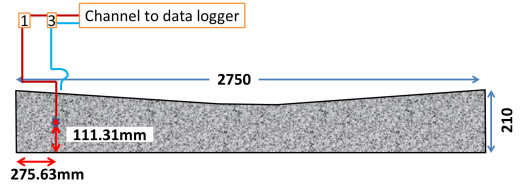 1 3 Channel to data logger
2750
210
111.31mm
275.63mm